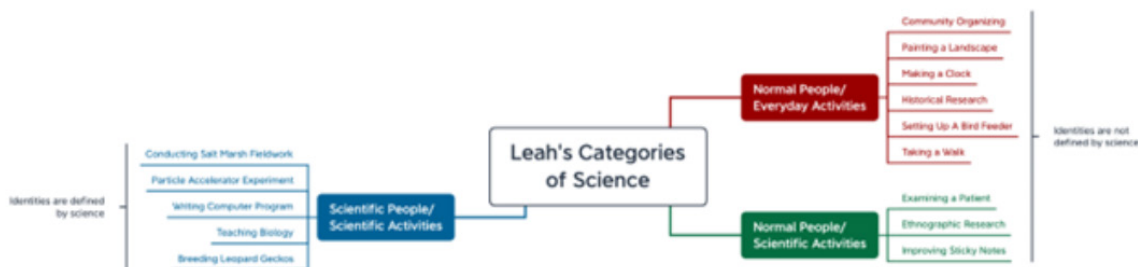 Leah's Categories
of Science
Normal People/
Everyday Activities
Community Organizing
Painting a Landscape
Making a Clock
Historical Research
Setting Up A Bird Feeder
Taking a Walk
Identities are not
defined by science
Normal People/
Scientific Activities
Examining a Patient
Ethnographic Research
Improving Sticky Notes
Scientific People/
Scientific Activities
Conducting Salt Marsh Fieldwork
Particle Accelerator Experiment
Writing Computer Program
Teaching Biology
Breeding Leopard Geckos
Identities are defined
by science